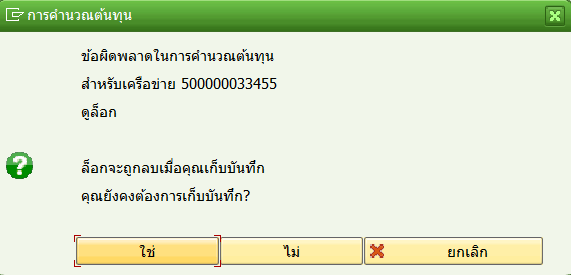 การคำนวณต้นทุน
ข้อผิดพลาดในการคำนวณต้นทุน
สำหรับเครือข่าย 500000033455
ดูล็อก
ล็อกจะถูกลบเมื่อคุณเก็บบันทึก
คุณยังคงต้องการเก็บบันทึก?
ใช่ ไม่ ยกเลิก